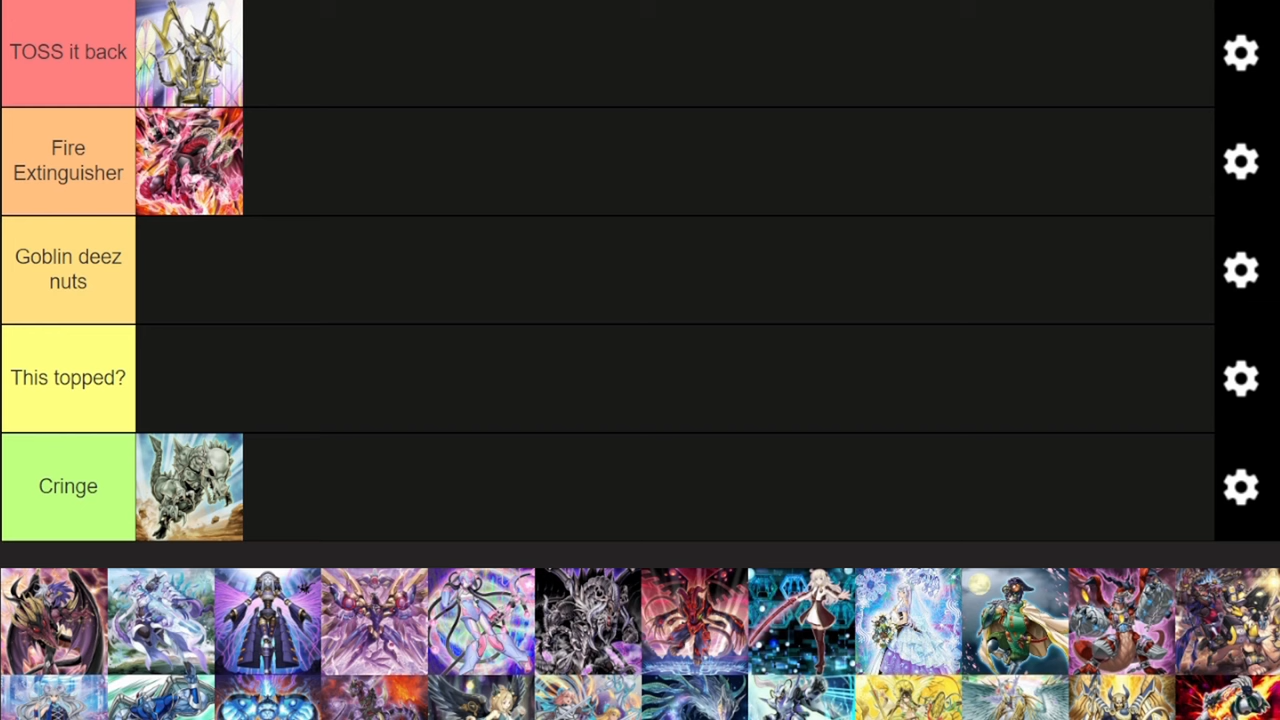 TOSS it back
Fire
Extinguisher
Goblin deez
nuts
This topped?
Cringe